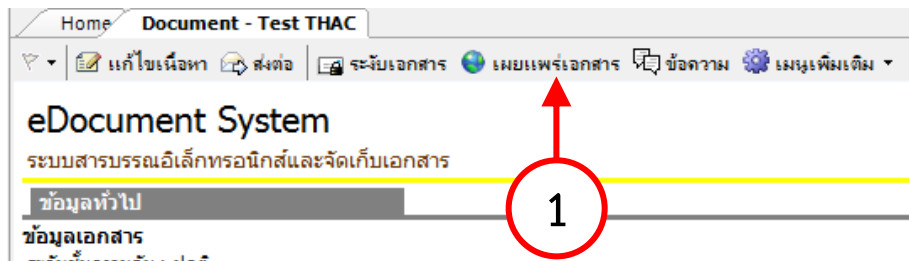 Home Document - Test THAC
แก้ไขเนื้อหา ส่งต่อ ระงับเอกสาร เผยแพร่เอกสาร ข้อความ เมนูเพิ่มเติม
eDocument System
ระบบสารบรรณอิเล็กทรอนิกส์และจัดเก็บเอกสาร
ข้อมูลทั่วไป
1
ข้อมูลเอกสาร